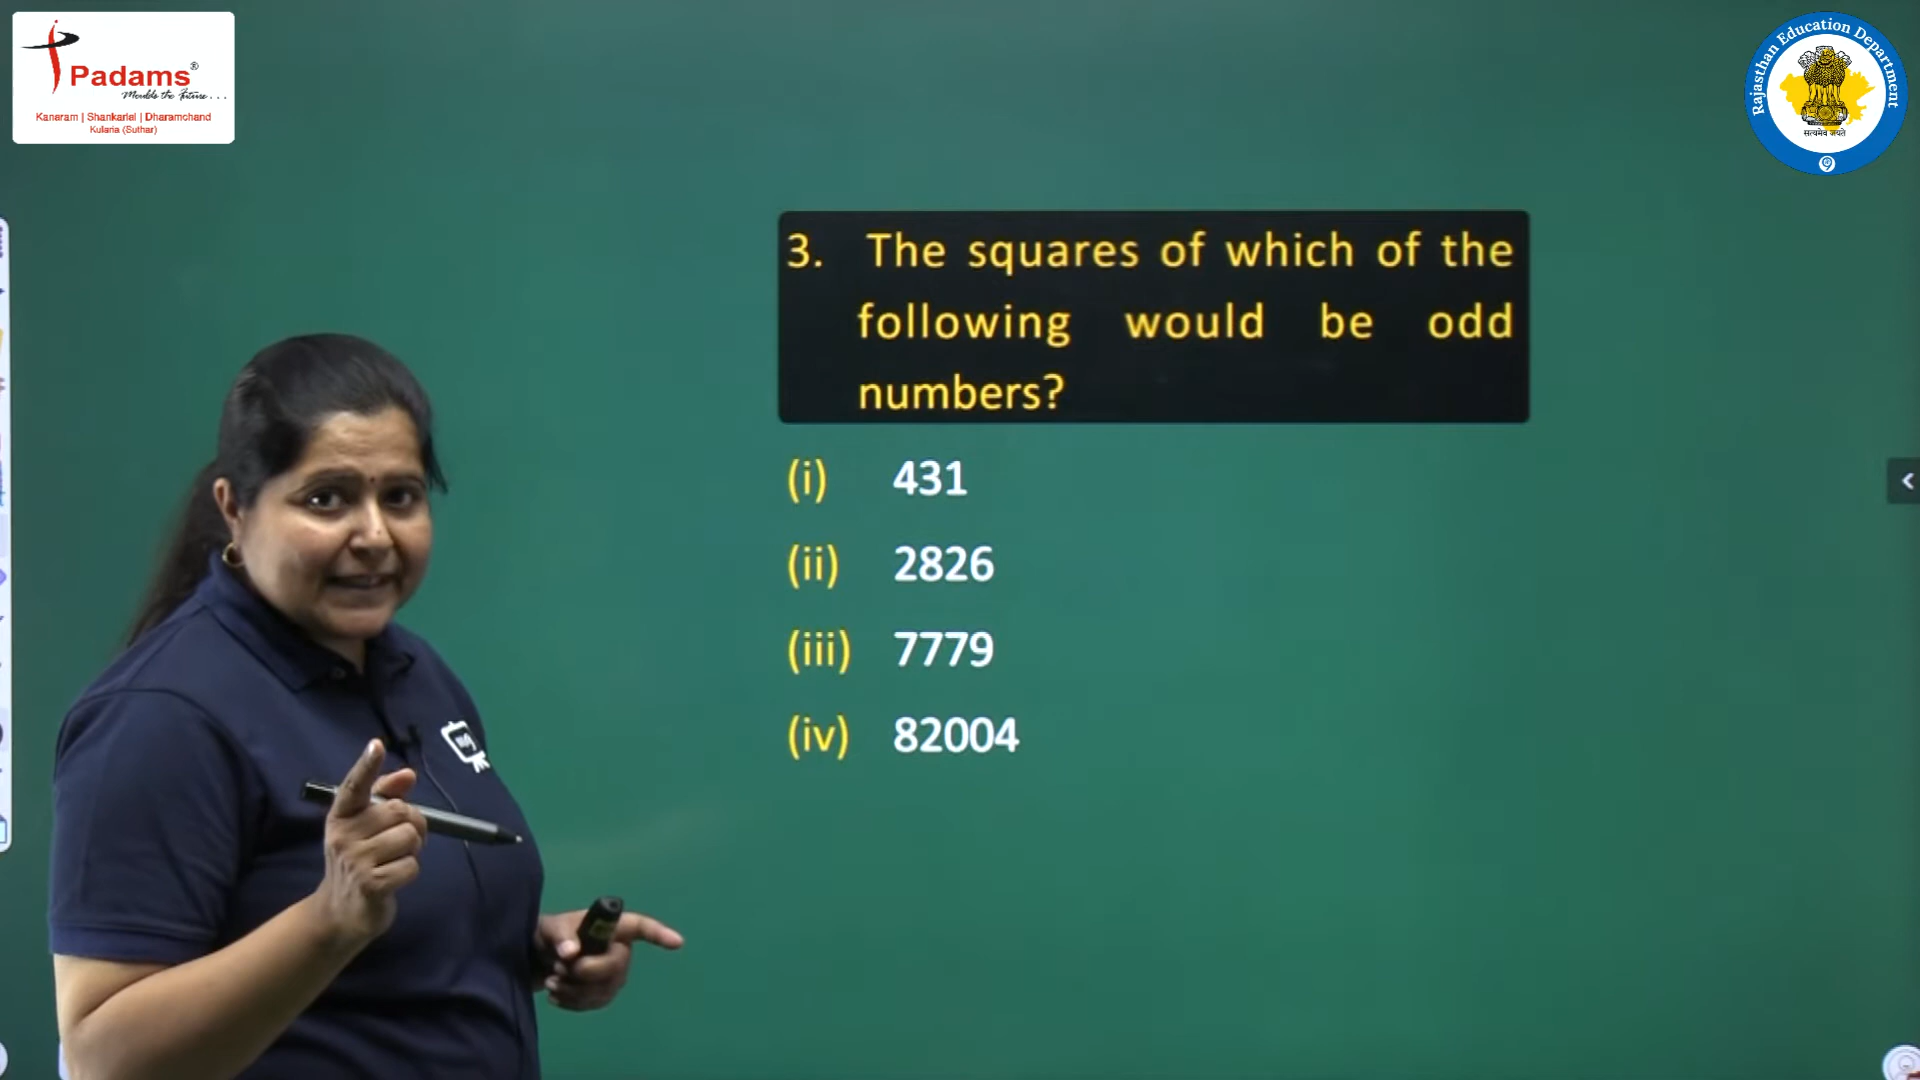 Padams®
Moulds the Future...
Kanaram | Shankarlal | Dharamchand
Kularia (Suthar)
Rajasthan Education Department
सत्यमेव जयते
3. The squares of which of the
following would be odd
numbers?
(i) 431
(ii) 2826
(iii) 7779
(iv) 82004